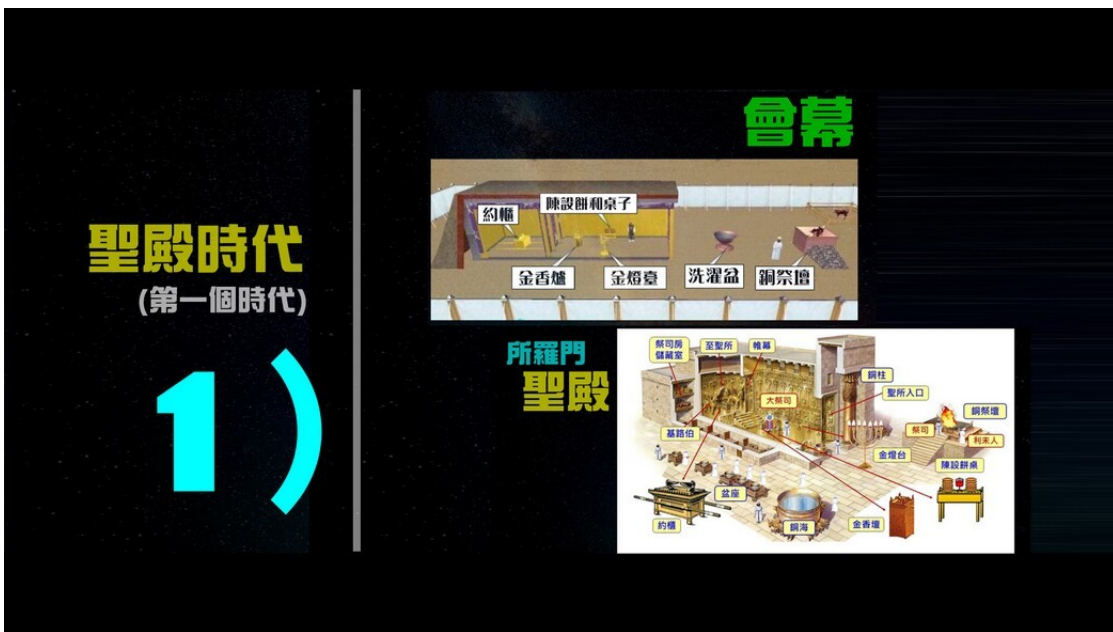 聖殿時代
(第一個時代)
1)
會幕
約櫃
陳設餅和桌子
金香爐
金燈臺
洗濯盆
銅祭壇
所羅門
聖殿
祭司房
儲藏室
至聖所
帷幕
銅柱
聖所入口
大祭司
銅祭壇
祭司
利未人
基路伯
金燈台
陳設餅桌
盆座
約櫃
銅海
金香壇